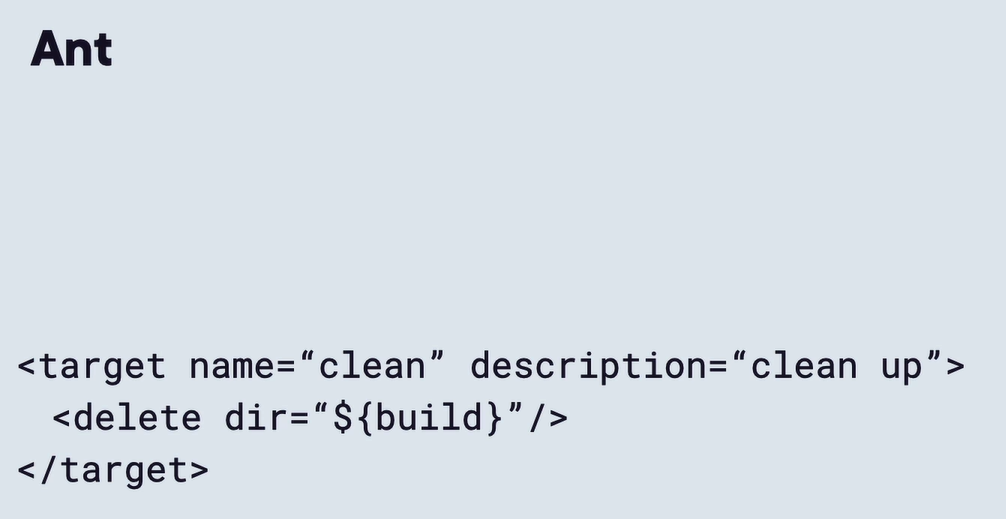 Ant
<target name=“clean” description=“clean up”>
<delete dir=“${build}”/>
</target>